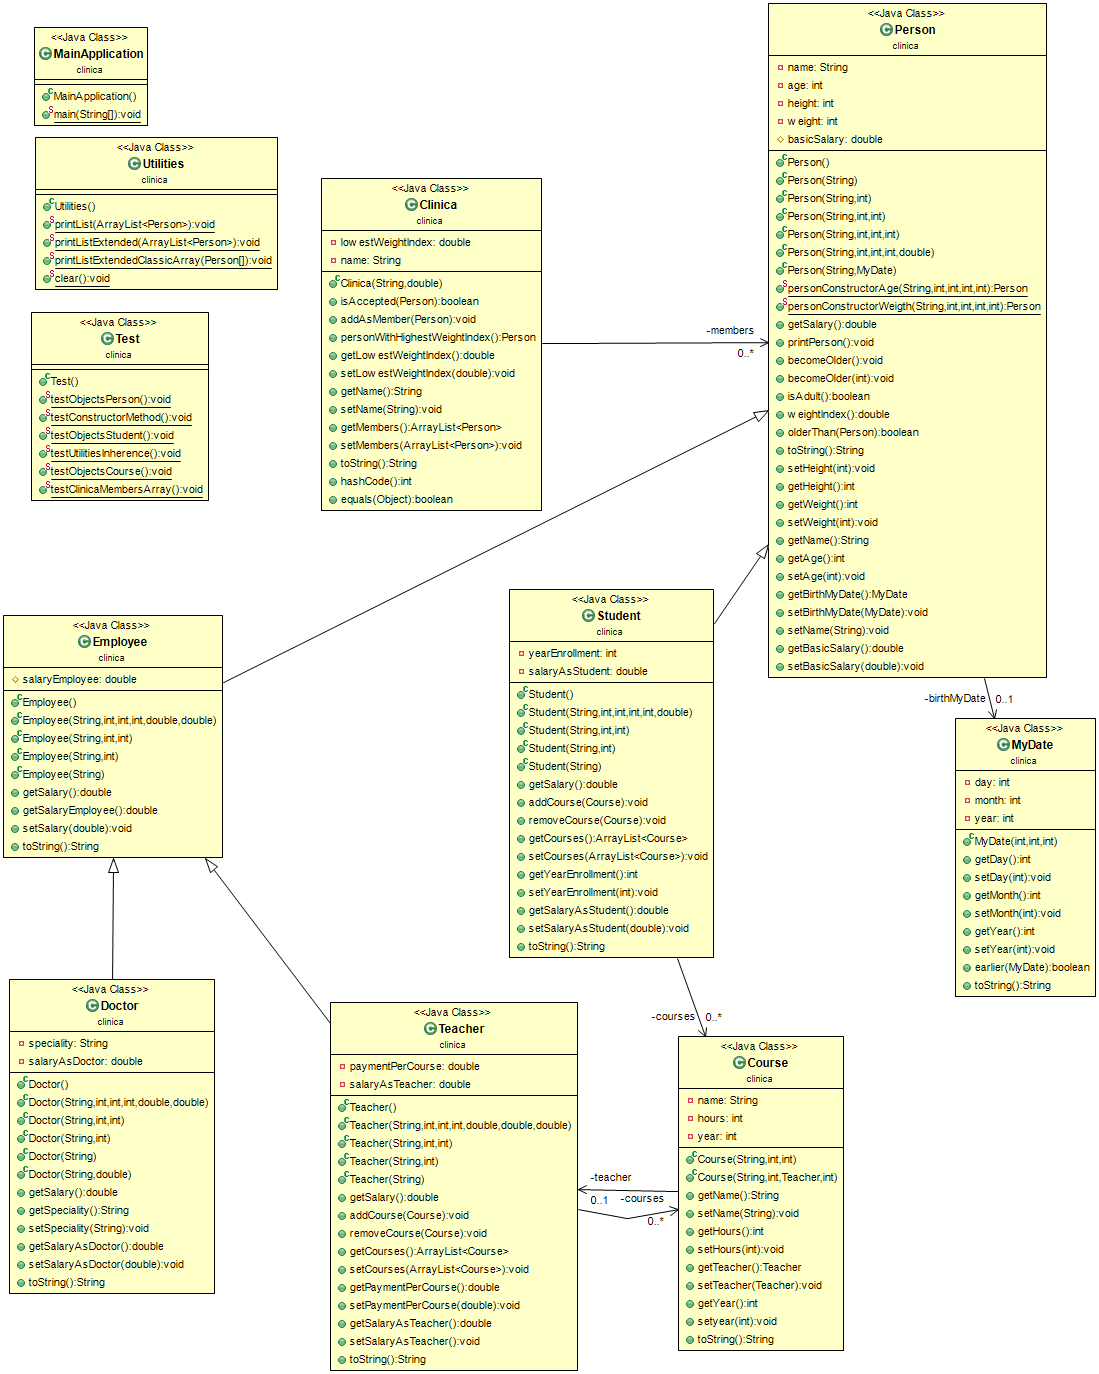 <<Java Class>>
MainApplication
clinica
MainApplication()
main(String[]):void
<<Java Class>>
Utilities
clinica
Utilities()
printList(ArrayList<Person>):void
printListExtended(ArrayList<Person>):void
printListExtendedClassicArray(Person[]):void
clear():void
<<Java Class>>
Test
clinica
Test()
testObjectsPerson():void
testConstructorMethod():void
testObjectsStudent():void
testUtilitiesInherence():void
testObjectsCourse():void
testClinicaMembersArray():void
<<Java Class>>
Clinica
clinica
lowestWeightIndex: double
name: String
Clinica(String,double)
isAccepted(Person):boolean
addAsMember(Person):void
personWithHighestWeightIndex():Person
getLowestWeightIndex():double
setLowestWeightIndex(double):void
getName():String
setName(String):void
getMembers():ArrayList<Person>
setMembers(ArrayList<Person>):void
toString():String
hashCode():int
equals(Object):boolean
-members
0..*
<<Java Class>>
Person
clinica
name: String
age: int
height: int
weight: int
basicSalary: double
Person()
Person(String)
Person(String,int)
Person(String,int,int)
Person(String,int,int,int)
Person(String,int,int,int,double)
Person(String,MyDate)
personConstructorAge(String,int,int,int,int):Person
personConstructorWeigth(String,int,int,int,int):Person
getSalary():double
printPerson():void
becomeOlder():void
becomeOlder(int):void
isAdult():boolean
weightIndex():double
olderThan(Person):boolean
toString():String
setHeight(int):void
getHeight():int
getWeight():int
setWeight(int):void
getName():String
getAge():int
setAge(int):void
getBirthMyDate():MyDate
setBirthMyDate(MyDate):void
setName(String):void
getBasicSalary():double
setBasicSalary(double):void
-birthMyDate
0..1
<<Java Class>>
Employee
clinica
salaryEmployee: double
Employee()
Employee(String,int,int,int,double,double)
Employee(String,int,int)
Employee(String,int)
Employee(String)
getSalary():double
getSalaryEmployee():double
setSalary(double):void
toString():String
<<Java Class>>
Student
clinica
yearEnrollment: int
salaryAsStudent: double
Student()
Student(String,int,int,int,int,double)
Student(String,int,int)
Student(String,int)
Student(String)
getSalary():double
addCourse(Course):void
removeCourse(Course):void
getCourses():ArrayList<Course>
setCourses(ArrayList<Course>):void
getYearEnrollment():int
setYearEnrollment(int):void
getSalaryAsStudent():double
setSalaryAsStudent(double):void
toString():String
-courses
0..*
<<Java Class>>
MyDate
clinica
day: int
month: int
year: int
MyDate(int,int,int)
getDay():int
setDay(int):void
getMonth():int
setMonth(int):void
getYear():int
setYear(int):void
earlier(MyDate):boolean
toString():String
<<Java Class>>
Doctor
clinica
speciality: String
salaryAsDoctor: double
Doctor()
Doctor(String,int,int,int,double,double)
Doctor(String,int,int)
Doctor(String,int)
Doctor(String)
Doctor(String,double)
getSalary():double
getSpeciality():String
setSpeciality(String):void
getSalaryAsDoctor():double
setSalaryAsDoctor(double):void
toString():String
<<Java Class>>
Teacher
clinica
paymentPerCourse: double
salaryAsTeacher: double
Teacher()
Teacher(String,int,int,int,double,double,double)
Teacher(String,int,int)
Teacher(String,int)
Teacher(String)
getSalary():double
addCourse(Course):void
removeCourse(Course):void
getCourses():ArrayList<Course>
setCourses(ArrayList<Course>):void
getPaymentPerCourse():double
setPaymentPerCourse(double):void
getSalaryAsTeacher():double
setSalaryAsTeacher():void
toString():String
-teacher
0..1
-courses
0..*
<<Java Class>>
Course
clinica
name: String
hours: int
year: int
Course(String,int,int)
Course(String,int,Teacher,int)
getName():String
setName(String):void
getHours():int
setHours(int):void
getTeacher():Teacher
setTeacher(Teacher):void
getYear():int
setyear(int):void
toString():String